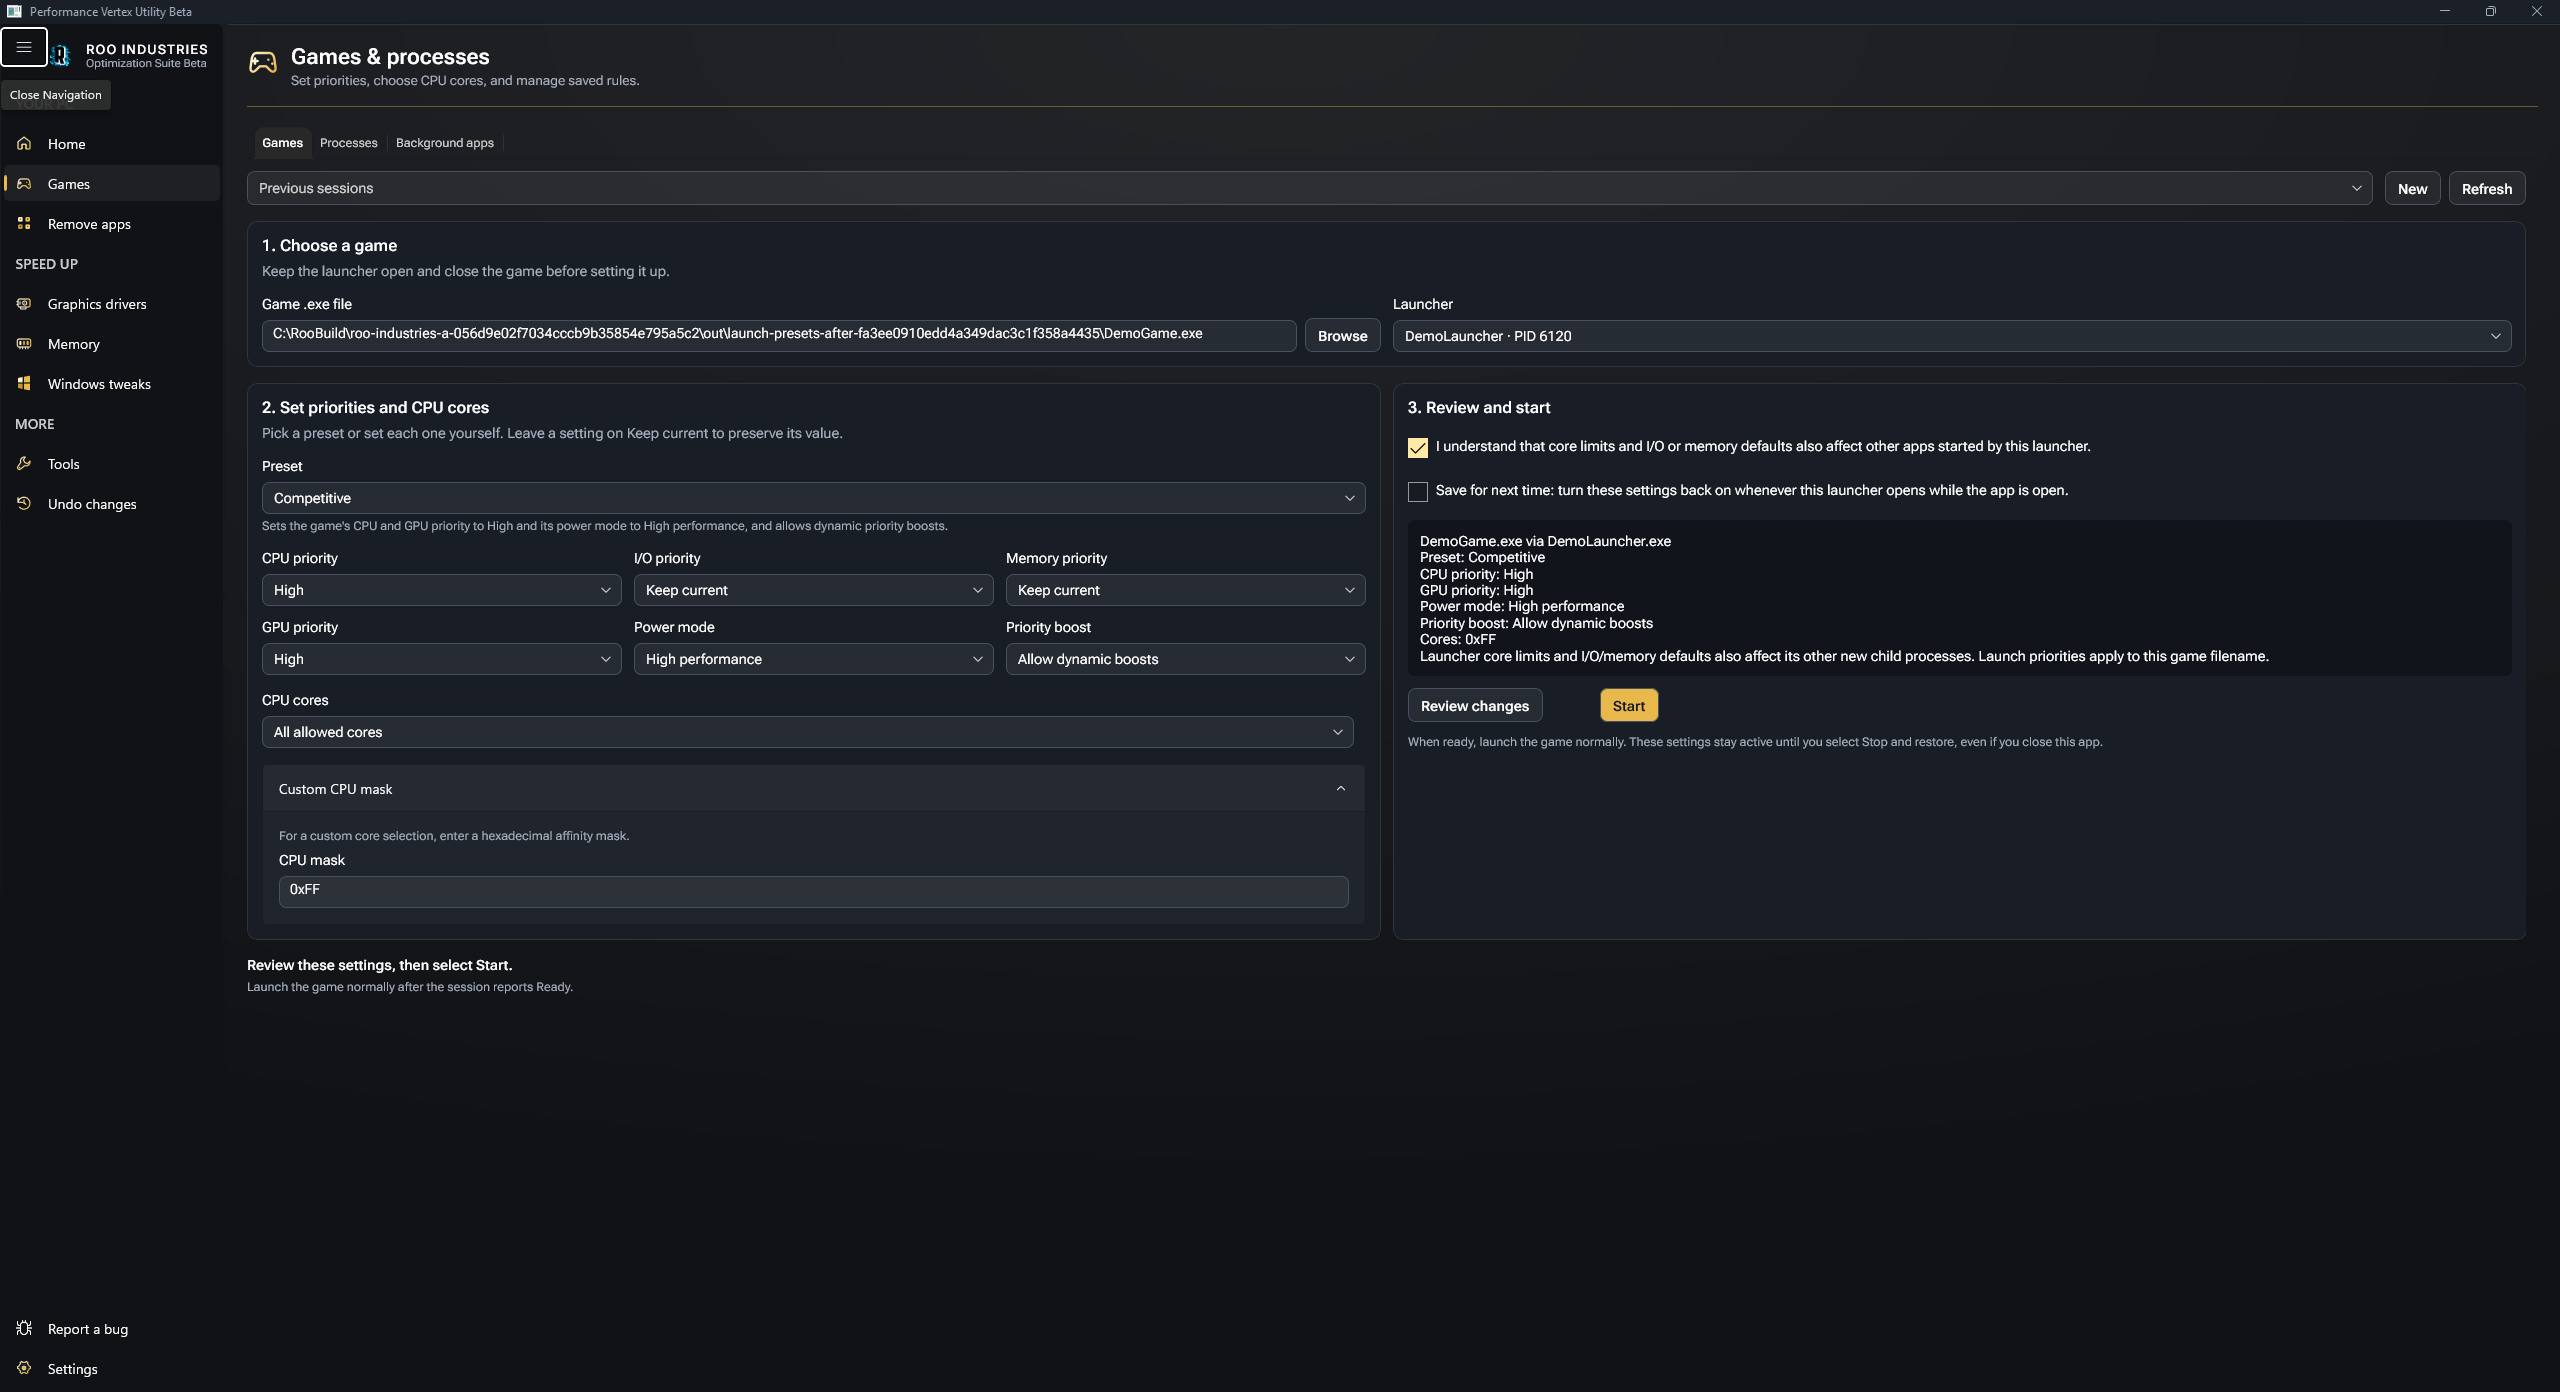 Performance Vertex Utility Beta
ROO INDUSTRIES
Optimization Suite Beta
Close Navigation
Home
Games
Remove apps
SPEED UP
Graphics drivers
Memory
Windows tweaks
MORE
Tools
Undo changes
Report a bug
Settings
Games & processes
Set priorities, choose CPU cores, and manage saved rules.
Games Processes Background apps
Previous sessions New Refresh
1. Choose a game
Keep the launcher open and close the game before setting it up.
Game .exe file
C:\RooBuild\roo-industries-a-056d9e02f7034cccb9b35854e795a5c2\out\launch-presets-after-fa3ee0910edd4a349dac3c1f358a4435\DemoGame.exe
Browse
Launcher
DemoLauncher · PID 6120
2. Set priorities and CPU cores
Pick a preset or set each one yourself. Leave a setting on Keep current to preserve its value.
Preset
Competitive
Sets the game's CPU and GPU priority to High and its power mode to High performance, and allows dynamic priority boosts.
CPU priority I/O priority Memory priority
High Keep current Keep current
GPU priority Power mode Priority boost
High High performance Allow dynamic boosts
CPU cores
All allowed cores
Custom CPU mask
For a custom core selection, enter a hexadecimal affinity mask.
CPU mask
0xFF
3. Review and start
I understand that core limits and I/O or memory defaults also affect other apps started by this launcher.
Save for next time: turn these settings back on whenever this launcher opens while the app is open.
DemoGame.exe via DemoLauncher.exe
Preset: Competitive
CPU priority: High
GPU priority: High
Power mode: High performance
Priority boost: Allow dynamic boosts
Cores: 0xFF
Launcher core limits and I/O/memory defaults also affect its other new child processes. Launch priorities apply to this game filename.
Review changes Start
When ready, launch the game normally. These settings stay active until you select Stop and restore, even if you close this app.
Review these settings, then select Start.
Launch the game normally after the session reports Ready.